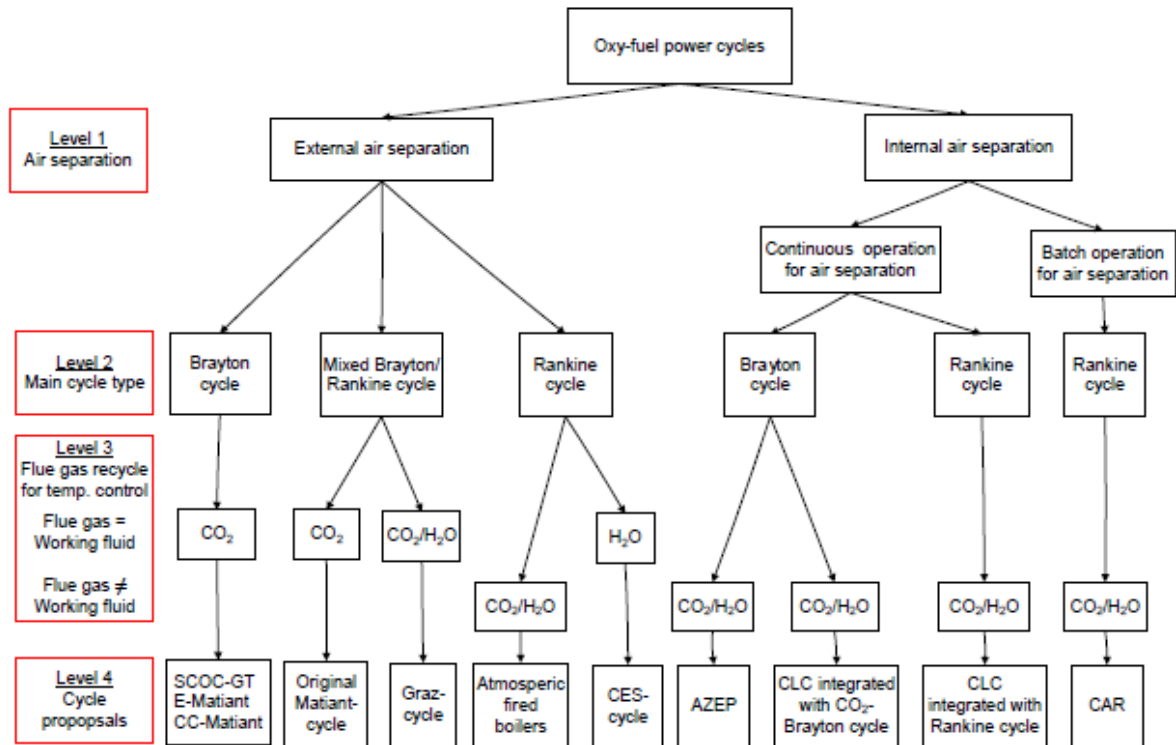 Oxy-fuel power cycles
Level 1
Air separation
External air separation
Internal air separation
Continuous operation
for air separation
Batch operation
for air separation
Level 2
Main cycle type
Brayton
cycle
Mixed Brayton/
Rankine cycle
Rankine
cycle
Brayton
cycle
Rankine
cycle
Rankine
cycle
Level 3
Flue gas recycle
for temp. control
Flue gas =
Working fluid
Flue gas ≠
Working fluid
CO₂
CO₂
CO₂/H₂O
H₂O
CO₂/H₂O
CO₂/H₂O
CO₂/H₂O
CO₂/H₂O
CO₂/H₂O
Level 4
Cycle
propopsals
SCOC-GT
E-Matiant
CC-Matiant
Original
Matiant-
cycle
Graz-
cycle
Atmosperic
fired
boilers
CES-
cycle
AZEP
CLC integrated
with CO₂-
Brayton cycle
CLC
integrated with
Rankine cycle
CAR